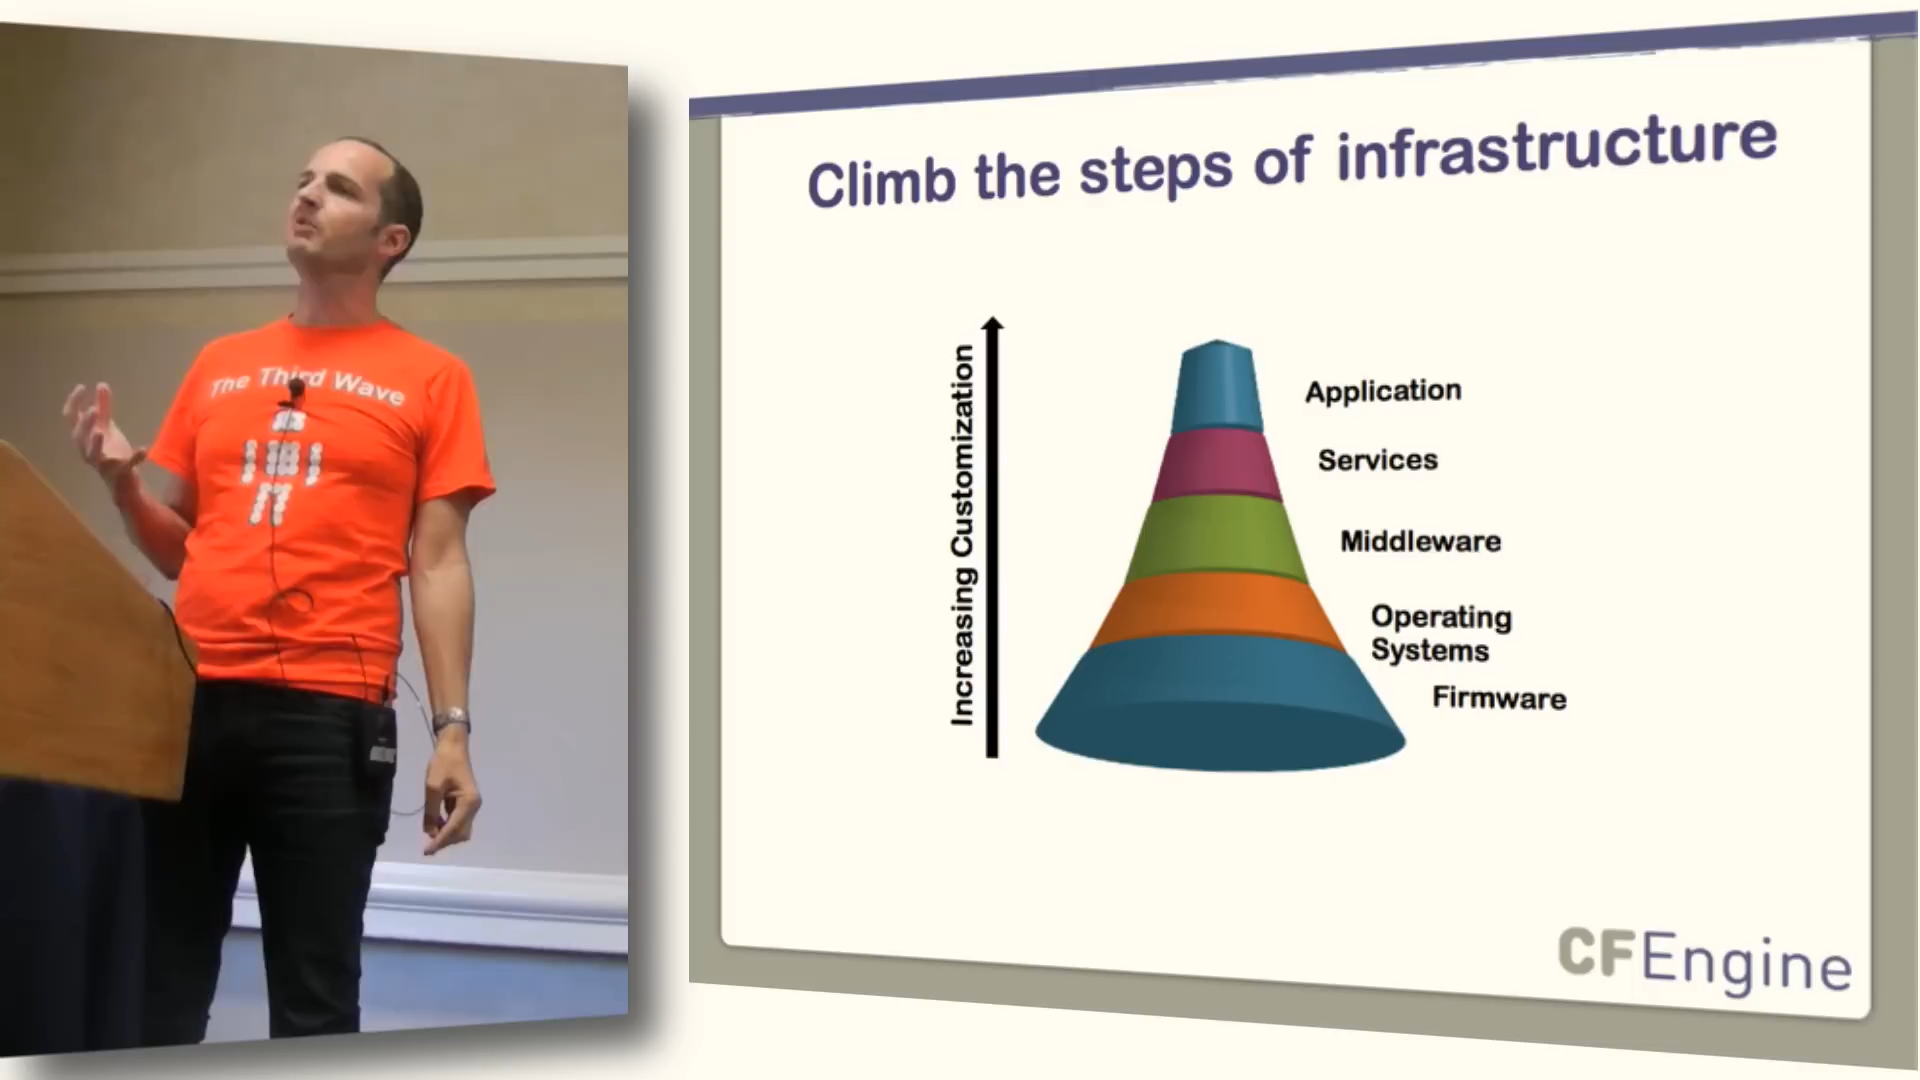 The Third Wave
Climb the steps of infrastructure
Increasing Customization
Application
Services
Middleware
Operating
Systems
Firmware
CFEngine